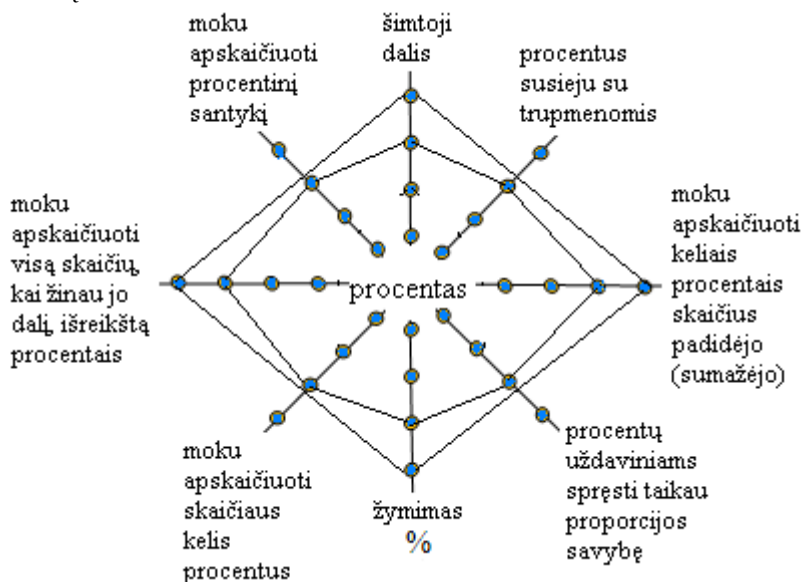 moku
apskaičiuoti
procentinį
santykį
šimtoji
dalis
procentus
susieju su
trupmenomis
moku
apskaičiuoti
visą skaičių,
kai žinau jo
dalį, išreikštą
procentais
procentas
moku
apskaičiuoti
keliais
procentais
skaičius
padidėjo
(sumažėjo)
moku
apskaičiuoti
skaičiaus
kelis
procentus
žymimas
%
procentų
uždaviniams
spręsti taikau
proporcijos
savybę